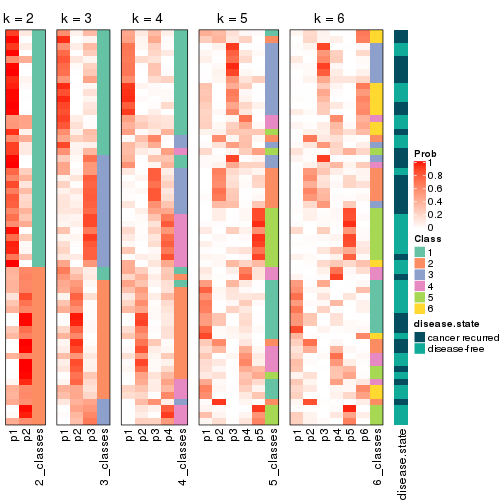 k = 2
k = 3
k = 4
k = 5
k = 6
Prob
1
0.8
0.6
0.4
0.2
0
Class
1
2
3
4
5
6
disease.state
cancer recurred
disease-free
p1
p2
2_classes
p1
p2
p3
3_classes
p1
p2
p3
p4
4_classes
p1
p2
p3
p4
p5
5_classes
p1
p2
p3
p4
p5
p6
6_classes
disease.state